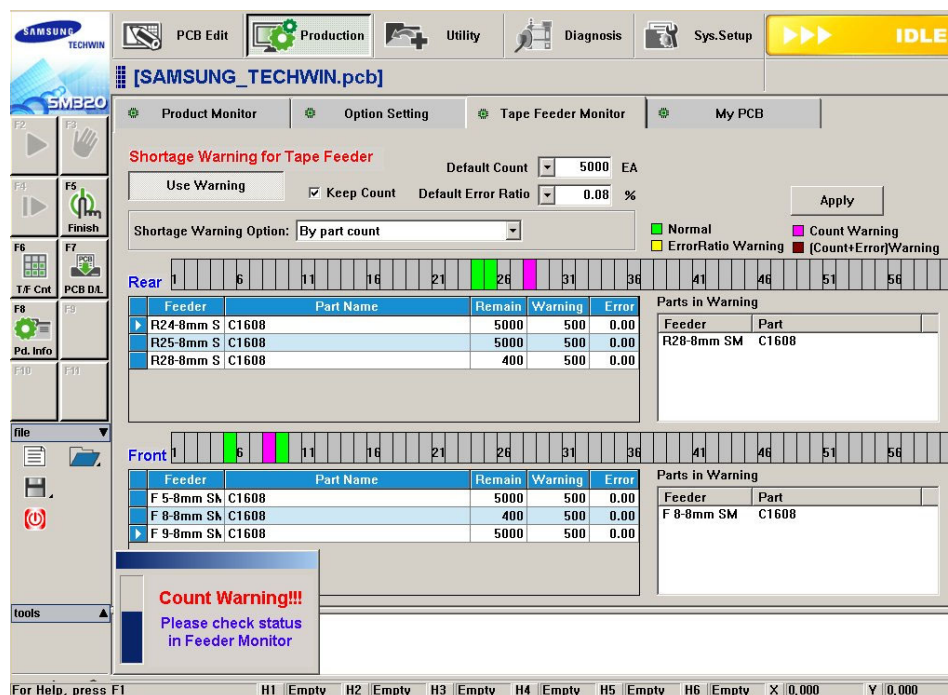 SAMSUNG
TECHWIN
SM320
PCB Edit
Production
Utility
Diagnosis
Sys.Setup
IDLE
[SAMSUNG_TECHWIN.pcb]
Product Monitor
Option Setting
Tape Feeder Monitor
My PCB
F2
F3
F4
F5
Finish
F6
T/F Cnt
F7
PCB D/L
F8
Pd. Info
F9
F10
F11
Shortage Warning for Tape Feeder
Use Warning
Keep Count
Default Count 5000 EA
Default Error Ratio 0.08 %
Apply
Shortage Warning Option: By part count
Normal
Count Warning
ErrorRatio Warning
(Count+Error)Warning
Rear 1 6 11 16 21 26 31 36 41 46 51 56
Feeder Part Name Remain Warning Error
R24-8mm S C1608 5000 500 0.00
R25-8mm S C1608 5000 500 0.00
R28-8mm S C1608 400 500 0.00
Parts in Warning
Feeder Part
R28-8mm SM C1608
file
Front 1 6 11 16 21 26 31 36 41 46 51 56
Feeder Part Name Remain Warning Error
F 5-8mm SM C1608 5000 500 0.00
F 8-8mm SM C1608 400 500 0.00
F 9-8mm SM C1608 5000 500 0.00
Parts in Warning
Feeder Part
F 8-8mm SM C1608
Count Warning!!!
Please check status
in Feeder Monitor
tools
For Help, press F1
H1 Empty H2 Empty H3 Empty H4 Empty H5 Empty H6 Empty X 0.000 Y 0.000